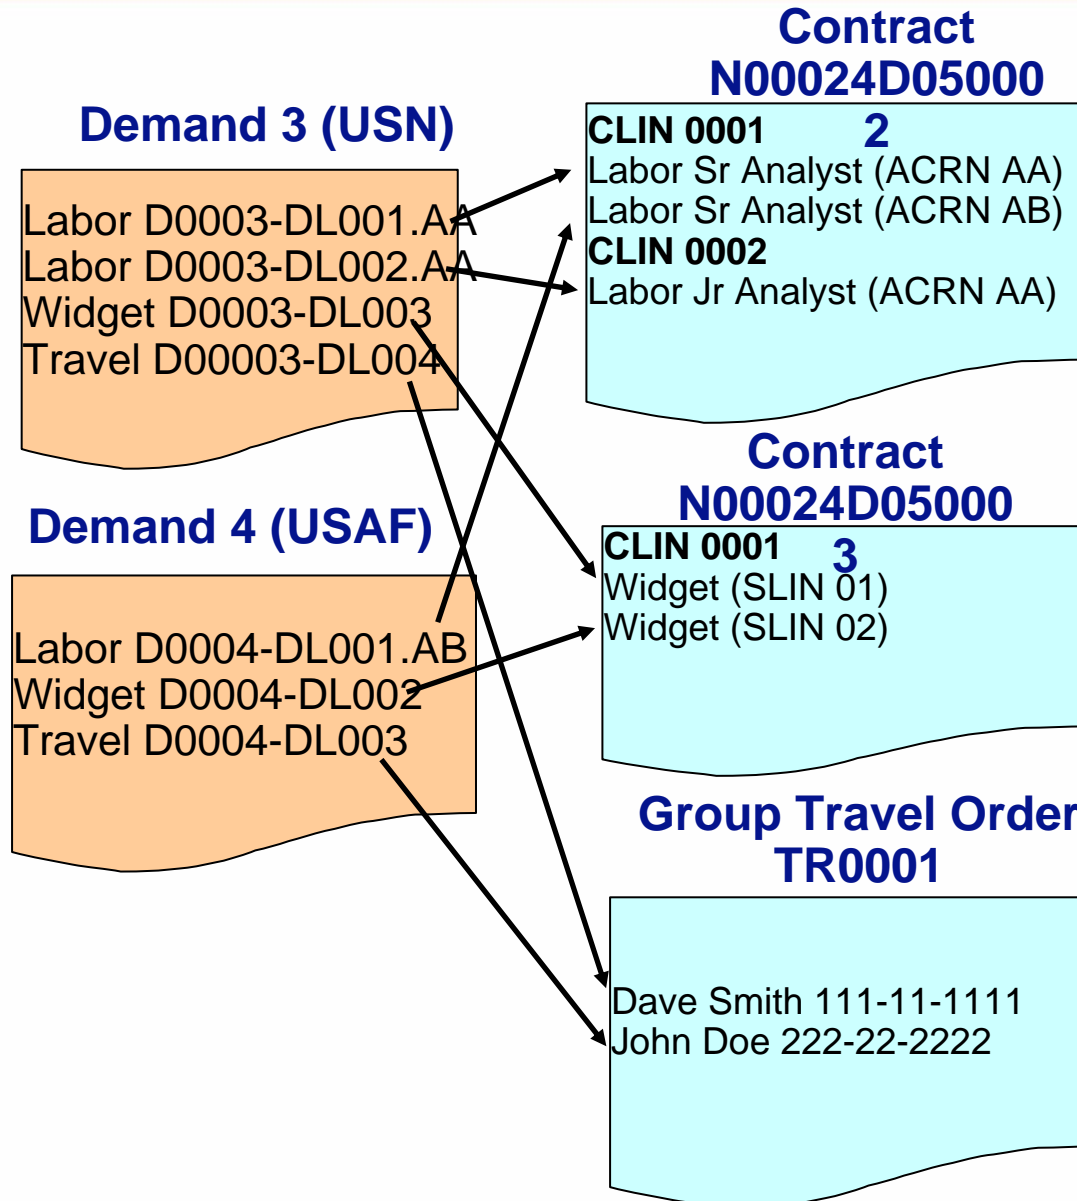 Demand 3 (USN)
Labor D0003-DL001.AA
Labor D0003-DL002.AA
Widget D0003-DL003
Travel D00003-DL004
Demand 4 (USAF)
Labor D0004-DL001.AB
Widget D0004-DL002
Travel D0004-DL003
Contract
N00024D05000
2
CLIN 0001
Labor Sr Analyst (ACRN AA)
Labor Sr Analyst (ACRN AB)
CLIN 0002
Labor Jr Analyst (ACRN AA)
Contract
N00024D05000
3
CLIN 0001
Widget (SLIN 01)
Widget (SLIN 02)
Group Travel Order
TR0001
Dave Smith 111-11-1111
John Doe 222-22-2222